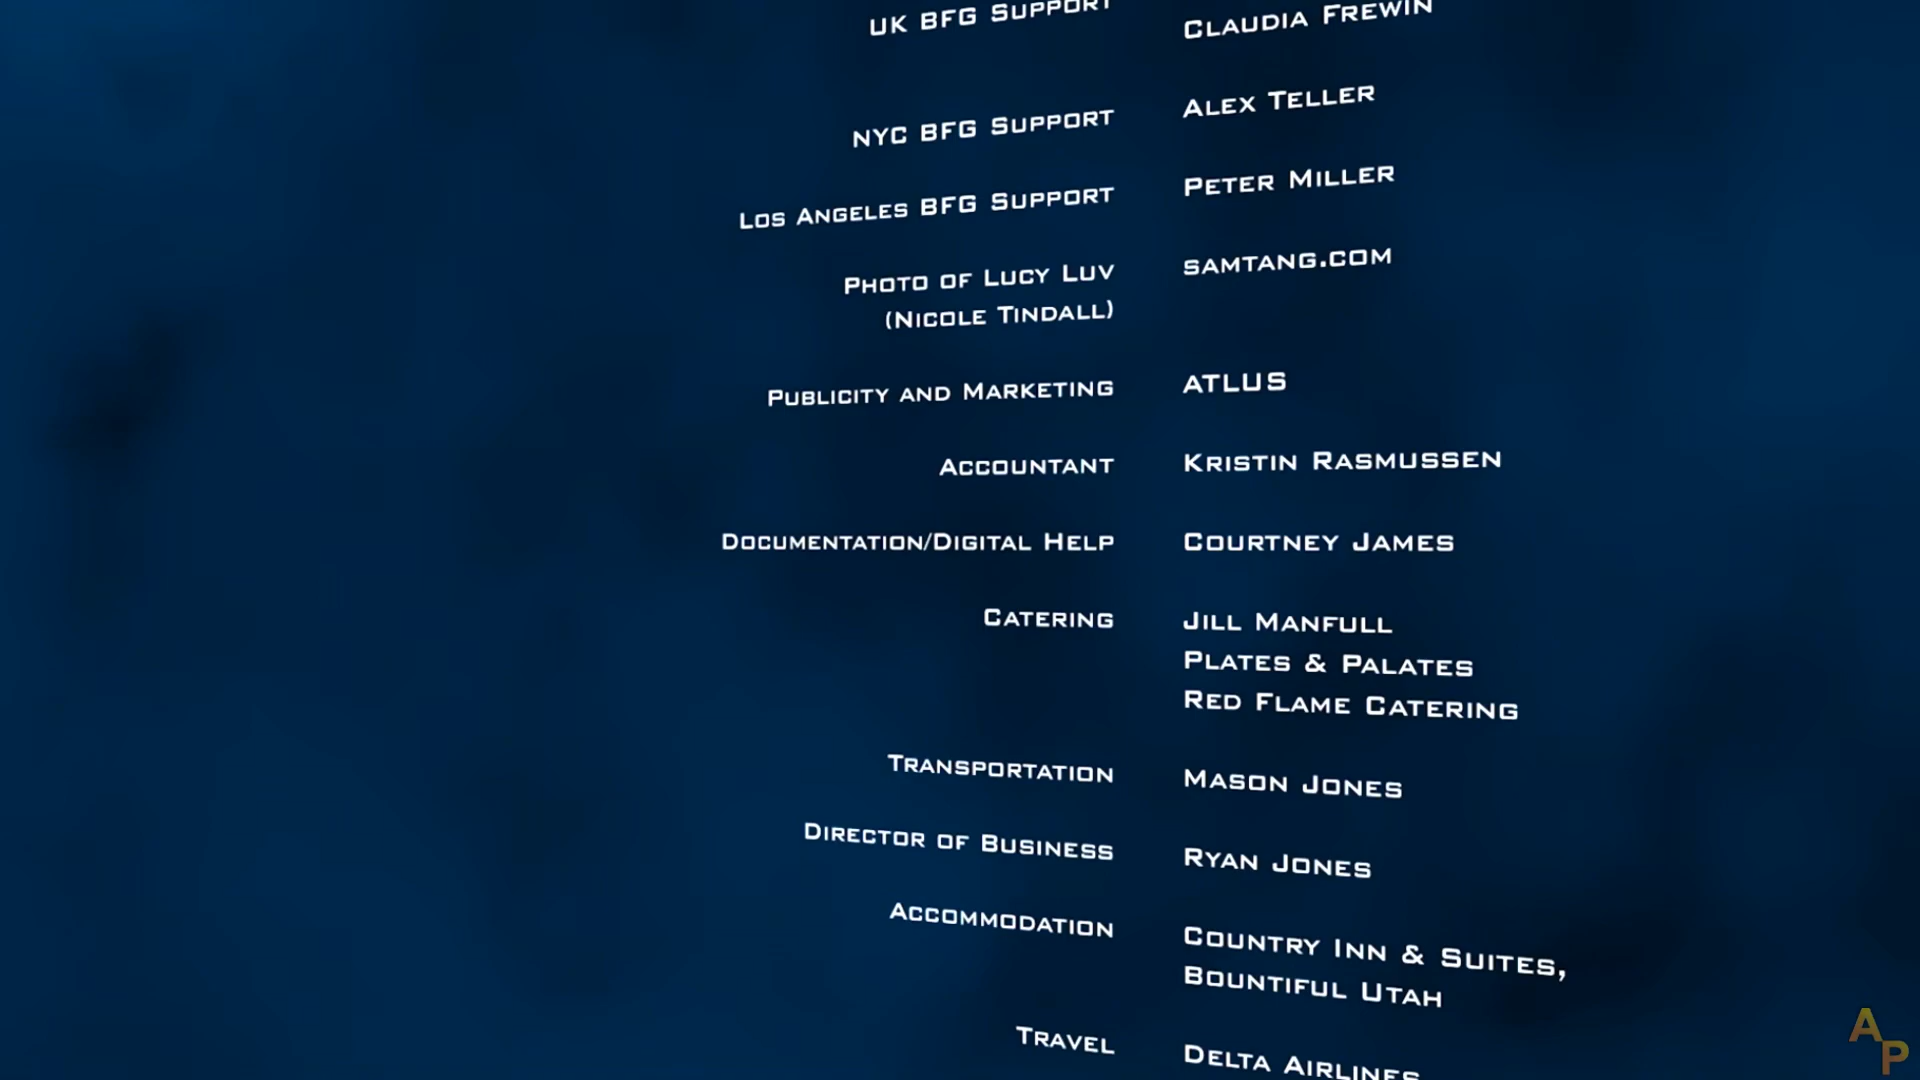 UK BFG Support Claudia Frewin
NYC BFG Support Alex Teller
Los Angeles BFG Support Peter Miller
Photo of Lucy Luv samtang.com
(Nicole Tindall)
Publicity and Marketing ATLUS
Accountant Kristin Rasmussen
Documentation/Digital Help Courtney James
Catering Jill Manfull
Plates & Palates
Red Flame Catering
Transportation Mason Jones
Director of Business Ryan Jones
Accommodation Country Inn & Suites,
Bountiful Utah
Travel Delta Airlines
AP